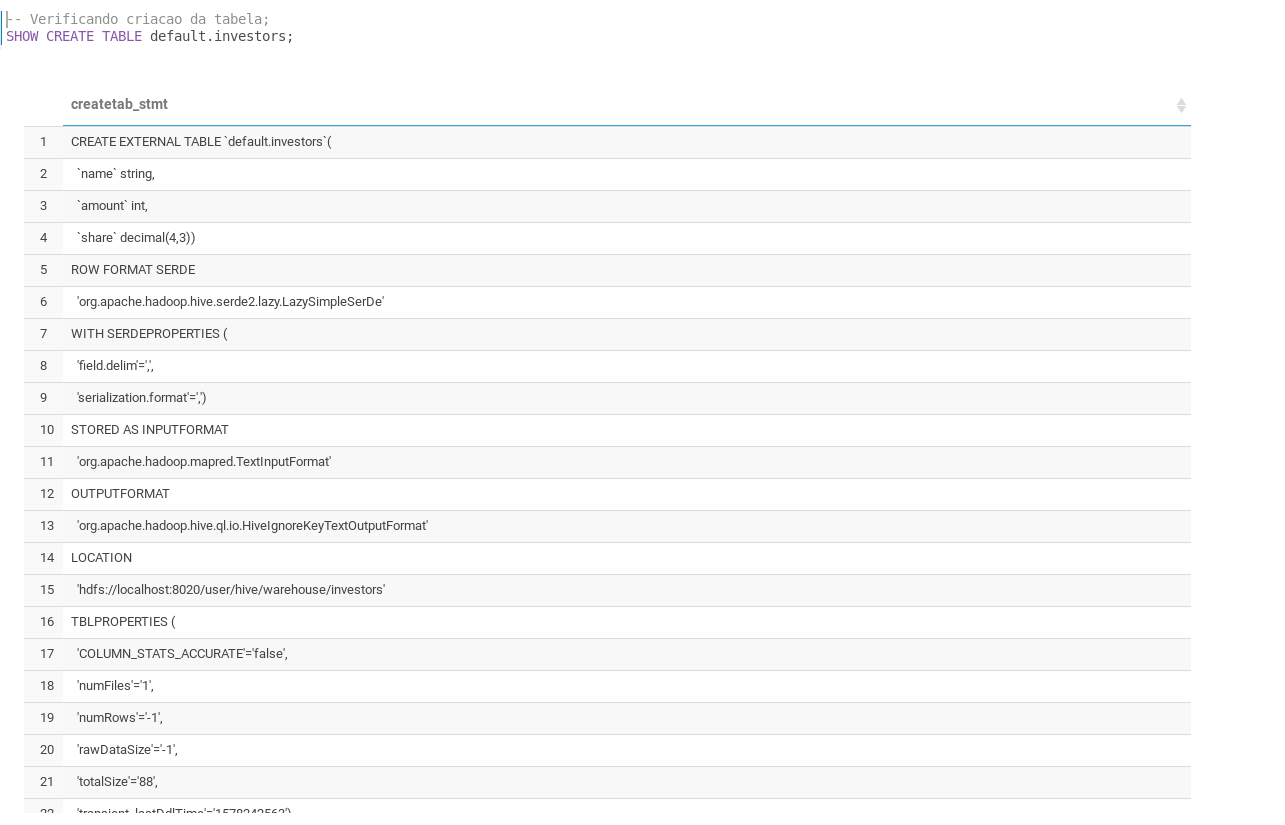 -- Verificando criacao da tabela;
SHOW CREATE TABLE default.investors;
createtab_stmt
1 CREATE EXTERNAL TABLE `default.investors`(
2 `name` string,
3 `amount` int,
4 `share` decimal(4,3))
5 ROW FORMAT SERDE
6 'org.apache.hadoop.hive.serde2.lazy.LazySimpleSerDe'
7 WITH SERDEPROPERTIES (
8 'field.delim'=',',
9 'serialization.format'=',')
10 STORED AS INPUTFORMAT
11 'org.apache.hadoop.mapred.TextInputFormat'
12 OUTPUTFORMAT
13 'org.apache.hadoop.hive.ql.io.HiveIgnoreKeyTextOutputFormat'
14 LOCATION
15 'hdfs://localhost:8020/user/hive/warehouse/investors'
16 TBLPROPERTIES (
17 'COLUMN_STATS_ACCURATE'='false',
18 'numFiles'='1',
19 'numRows'='-1',
20 'rawDataSize'='-1',
21 'totalSize'='88',
22